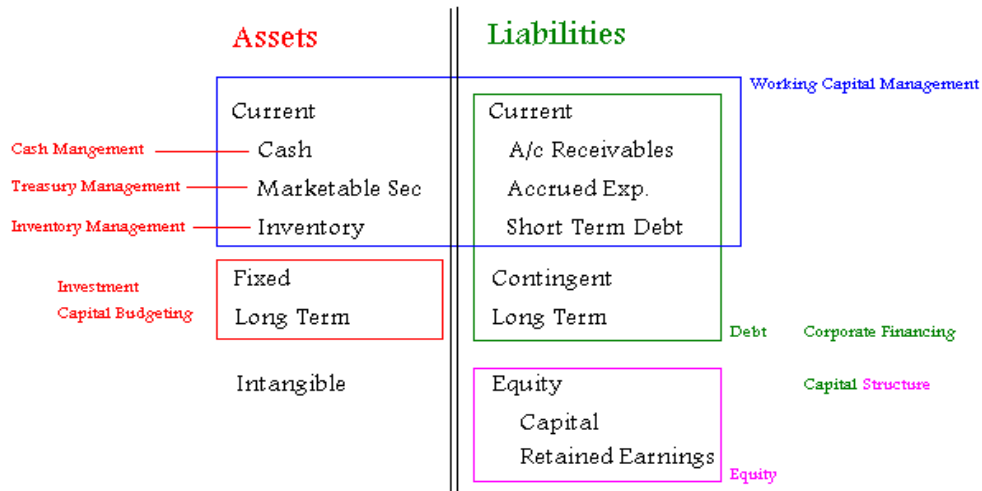 Assets
Liabilities
Working Capital Management
Current
Current
Cash Mangement
Cash
A/c Receivables
Treasury Management
Marketable Sec
Accrued Exp.
Inventory Management
Inventory
Short Term Debt
Investment
Capital Budgeting
Fixed
Contingent
Long Term
Long Term
Debt
Corporate Financing
Intangible
Equity
Capital Structure
Capital
Retained Earnings
Equity